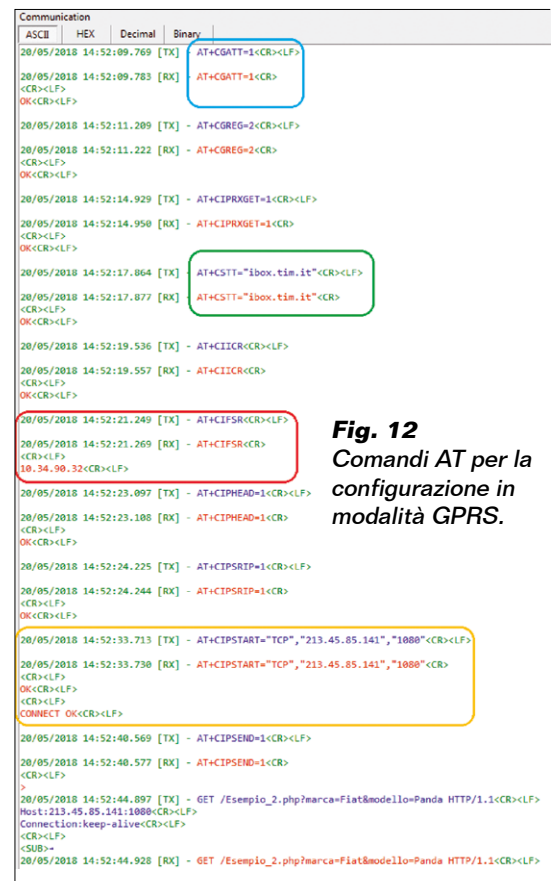 Communication
ASCII HEX Decimal Binary
20/05/2018 14:52:09.769 [TX] - AT+CGATT=1<CR><LF>
20/05/2018 14:52:09.783 [RX] - AT+CGATT=1<CR>
<CR><LF>
OK<CR><LF>
20/05/2018 14:52:11.209 [TX] - AT+CGREG=2<CR><LF>
20/05/2018 14:52:11.222 [RX] - AT+CGREG=2<CR>
<CR><LF>
OK<CR><LF>
20/05/2018 14:52:14.929 [TX] - AT+CIPRXGET=1<CR><LF>
20/05/2018 14:52:14.950 [RX] - AT+CIPRXGET=1<CR>
<CR><LF>
OK<CR><LF>
20/05/2018 14:52:17.864 [TX] - AT+CSTT="ibox.tim.it"<CR><LF>
20/05/2018 14:52:17.877 [RX] - AT+CSTT="ibox.tim.it"<CR>
<CR><LF>
OK<CR><LF>
20/05/2018 14:52:19.536 [TX] - AT+CIICR<CR><LF>
20/05/2018 14:52:19.557 [RX] - AT+CIICR<CR>
<CR><LF>
OK<CR><LF>
20/05/2018 14:52:21.249 [TX] - AT+CIFSR<CR><LF>
20/05/2018 14:52:21.269 [RX] - AT+CIFSR<CR>
<CR><LF>
10.34.90.32<CR><LF>
20/05/2018 14:52:23.097 [TX] - AT+CIPHEAD=1<CR><LF>
20/05/2018 14:52:23.108 [RX] - AT+CIPHEAD=1<CR>
<CR><LF>
OK<CR><LF>
20/05/2018 14:52:24.225 [TX] - AT+CIPSRIP=1<CR><LF>
20/05/2018 14:52:24.244 [RX] - AT+CIPSRIP=1<CR>
<CR><LF>
OK<CR><LF>
20/05/2018 14:52:33.713 [TX] - AT+CIPSTART="TCP","213.45.85.141","1080"<CR><LF>
20/05/2018 14:52:33.730 [RX] - AT+CIPSTART="TCP","213.45.85.141","1080"<CR>
<CR><LF>
OK<CR><LF>
<CR><LF>
CONNECT OK<CR><LF>
20/05/2018 14:52:40.569 [TX] - AT+CIPSEND=1<CR><LF>
20/05/2018 14:52:40.577 [RX] - AT+CIPSEND=1<CR>
<CR><LF>
>
20/05/2018 14:52:44.897 [TX] - GET /Esempio_2.php?marca=Fiat&modello=Panda HTTP/1.1<CR><LF>
Host:213.45.85.141:1080<CR><LF>
Connection:keep-alive<CR><LF>
<CR><LF>
<SUB>→
20/05/2018 14:52:44.928 [RX] - GET /Esempio_2.php?marca=Fiat&modello=Panda HTTP/1.1<CR><LF>
Fig. 12
Comandi AT per la
configurazione in
modalità GPRS.